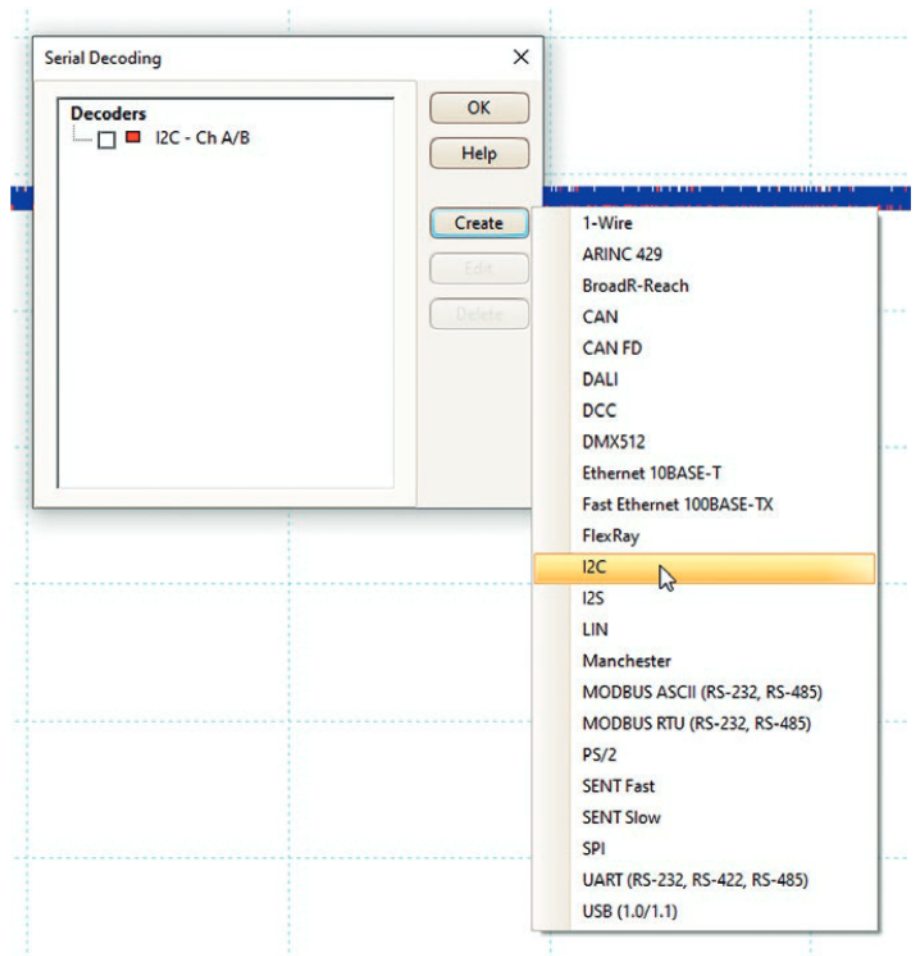 Serial Decoding
Decoders
I2C - Ch A/B
OK
Help
Create
Edit
Delete
1-Wire
ARINC 429
BroadR-Reach
CAN
CAN FD
DALI
DCC
DMX512
Ethernet 10BASE-T
Fast Ethernet 100BASE-TX
FlexRay
I2C
I2S
LIN
Manchester
MODBUS ASCII (RS-232, RS-485)
MODBUS RTU (RS-232, RS-485)
PS/2
SENT Fast
SENT Slow
SPI
UART (RS-232, RS-422, RS-485)
USB (1.0/1.1)